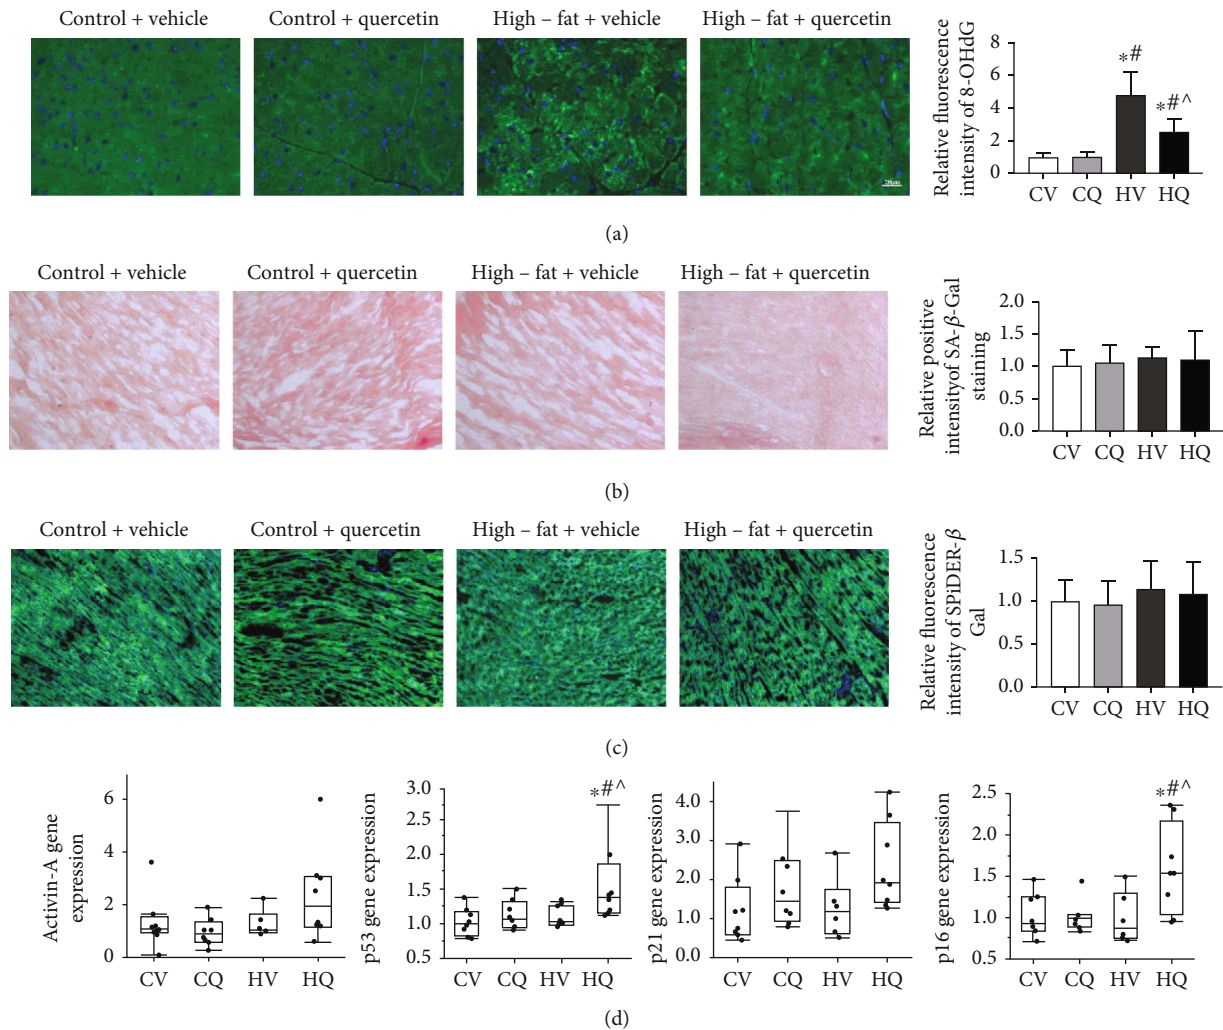 Control + vehicle
Control + quercetin
High – fat + vehicle
High – fat + quercetin
Relative fluorescence
intensity of 8-OHdG
8
6
4
2
0
*#
*#^
CV
CQ
HV
HQ
(a)
Control + vehicle
Control + quercetin
High – fat + vehicle
High – fat + quercetin
Relative positive
intensityof SA-β-Gal
staining
2.0
1.5
1.0
0.5
0.0
CV
CQ
HV
HQ
(b)
Control + vehicle
Control + quercetin
High – fat + vehicle
High – fat + quercetin
Relative fluorescence
intensity of SPiDER-β
Gal
1.5
1.0
0.5
0.0
CV
CQ
HV
HQ
(c)
Activin-A gene
expression
6
4
2
0
CV
CQ
HV
HQ
p53 gene expression
3.0
2.5
2.0
1.5
1.0
0.5
*#^
CV
CQ
HV
HQ
p21 gene expression
4.0
3.0
2.0
1.0
0.0
CV
CQ
HV
HQ
p16 gene expression
2.5
2.0
1.5
1.0
0.5
*#^
CV
CQ
HV
HQ
(d)